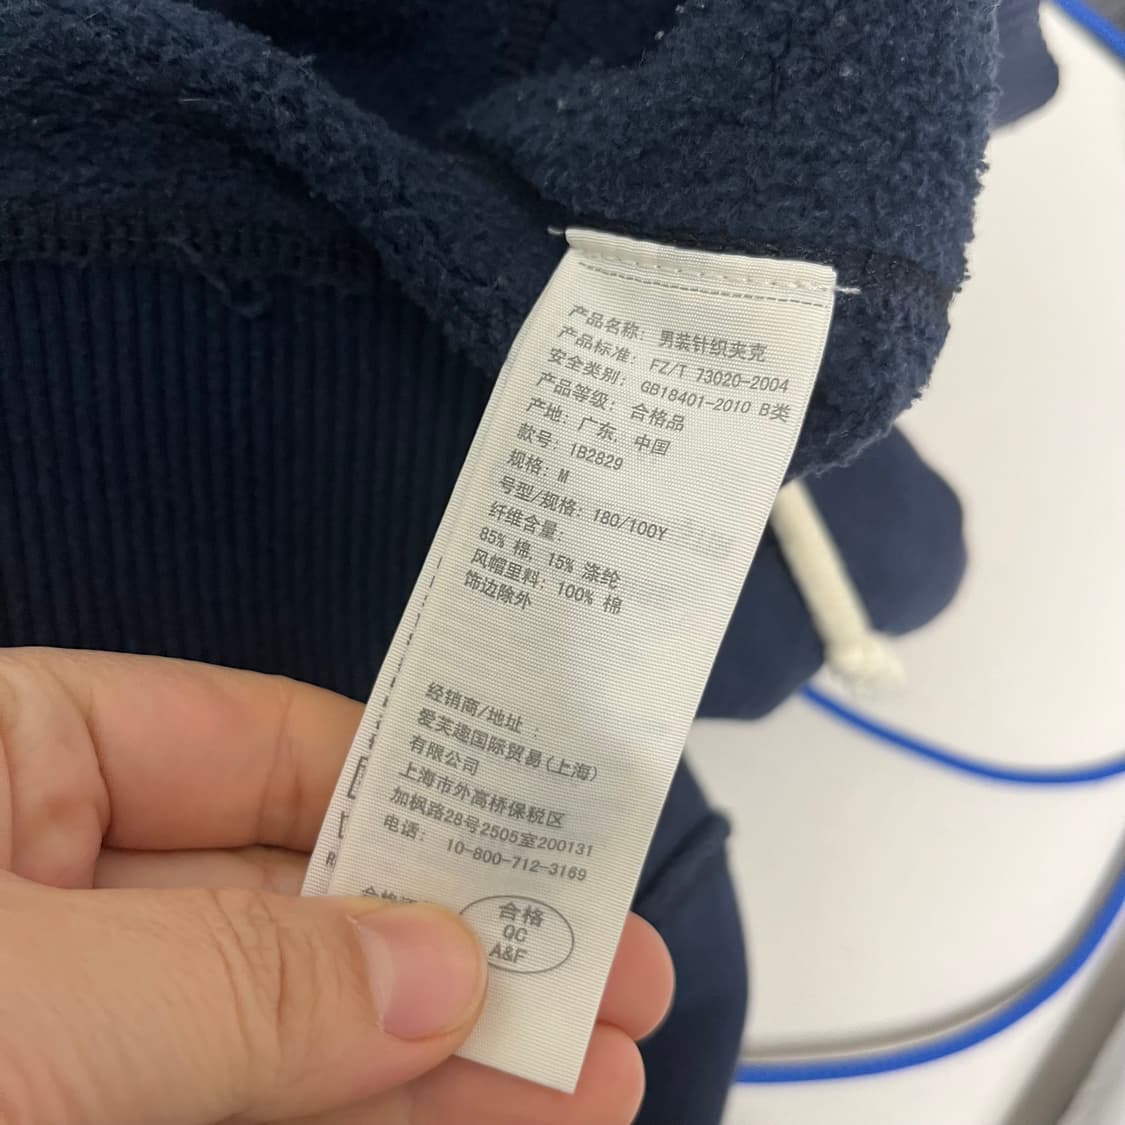 产品名称: 男装针织夹克
产品标准: FZ/T 73020-2004
安全类别: GB18401-2010 B类
产品等级: 合格品
产地: 广东, 中国
款号: IB2829
规格: M
号型/规格: 180/100Y
纤维含量:
85% 棉, 15% 涤纶
风帽里料: 100% 棉
饰边除外
经销商/地址 :
爱芙趣国际贸易(上海)
有限公司
上海市外高桥保税区
加枫路28号2505室200131
电话: 10-800-712-3169
合格
QC
A&F